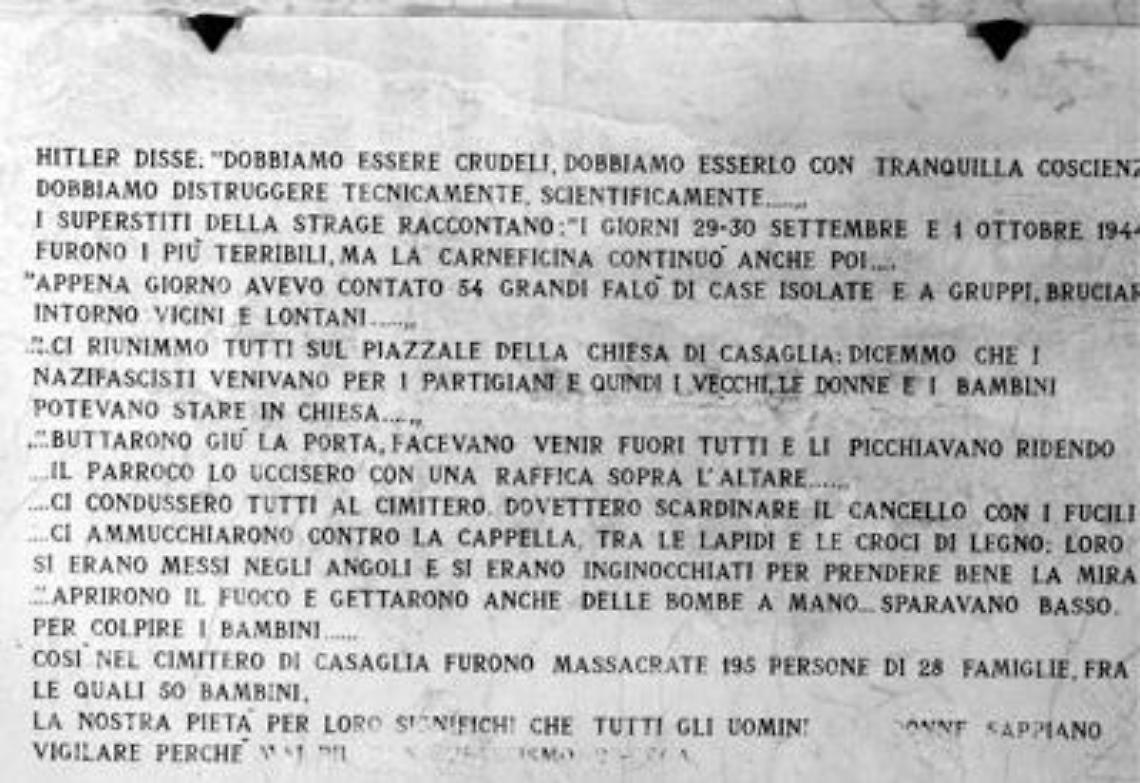 HITLER DISSE: "DOBBIAMO ESSERE CRUDELI, DOBBIAMO ESSERLO CON TRANQUILLA COSCIENZ
DOBBIAMO DISTRUGGERE TECNICAMENTE, SCIENTIFICAMENTE....„
I SUPERSTITI DELLA STRAGE RACCONTANO: "I GIORNI 29-30 SETTEMBRE E 1 OTTOBRE 1944
FURONO I PIÙ TERRIBILI, MA LA CARNEFICINA CONTINUÒ ANCHE POI....
"APPENA GIORNO AVEVO CONTATO 54 GRANDI FALÒ DI CASE ISOLATE E A GRUPPI, BRUCIAR
INTORNO VICINI E LONTANI.....„
"..CI RIUNIMMO TUTTI SUL PIAZZALE DELLA CHIESA DI CASAGLIA: DICEMMO CHE I
NAZIFASCISTI VENIVANO PER I PARTIGIANI E QUINDI I VECCHI, LE DONNE E I BAMBINI
POTEVANO STARE IN CHIESA....„
"..BUTTARONO GIÙ LA PORTA, FACEVANO VENIR FUORI TUTTI E LI PICCHIAVANO RIDENDO
...IL PARROCO LO UCCISERO CON UNA RAFFICA SOPRA L'ALTARE....„
....CI CONDUSSERO TUTTI AL CIMITERO. DOVETTERO SCARDINARE IL CANCELLO CON I FUCILI
....CI AMMUCCHIARONO CONTRO LA CAPPELLA, TRA LE LAPIDI E LE CROCI DI LEGNO: LORO
SI ERANO MESSI NEGLI ANGOLI E SI ERANO INGINOCCHIATI PER PRENDERE BENE LA MIRA
"..APRIRONO IL FUOCO E GETTARONO ANCHE DELLE BOMBE A MANO... SPARAVANO BASSO,
PER COLPIRE I BAMBINI.....
COSÌ NEL CIMITERO DI CASAGLIA FURONO MASSACRATE 195 PERSONE DI 28 FAMIGLIE, FRA
LE QUALI 50 BAMBINI.
LA NOSTRA PIETÀ PER LORO SIGNIFICHI CHE TUTTI GLI UOMINI DONNE SAPPIANO
VIGILARE PERCHÈ MAI